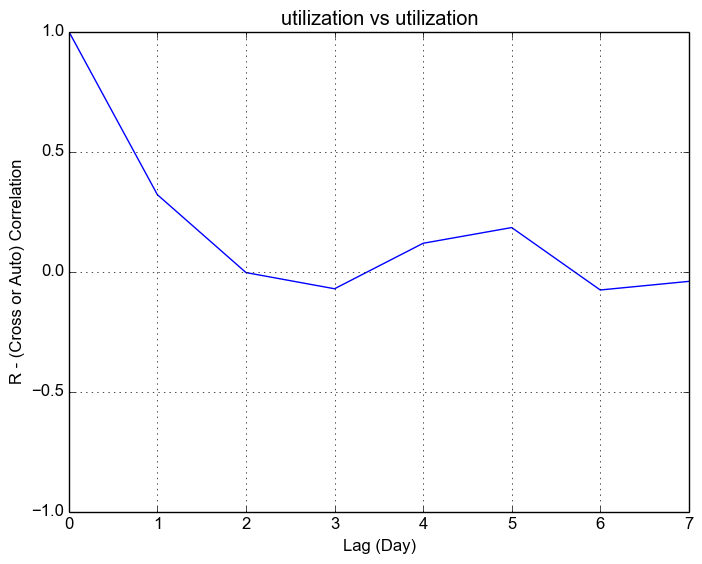 utilization vs utilization
1.0
0.5
0.0
−0.5
−1.0
R - (Cross or Auto) Correlation
0 1 2 3 4 5 6 7
Lag (Day)